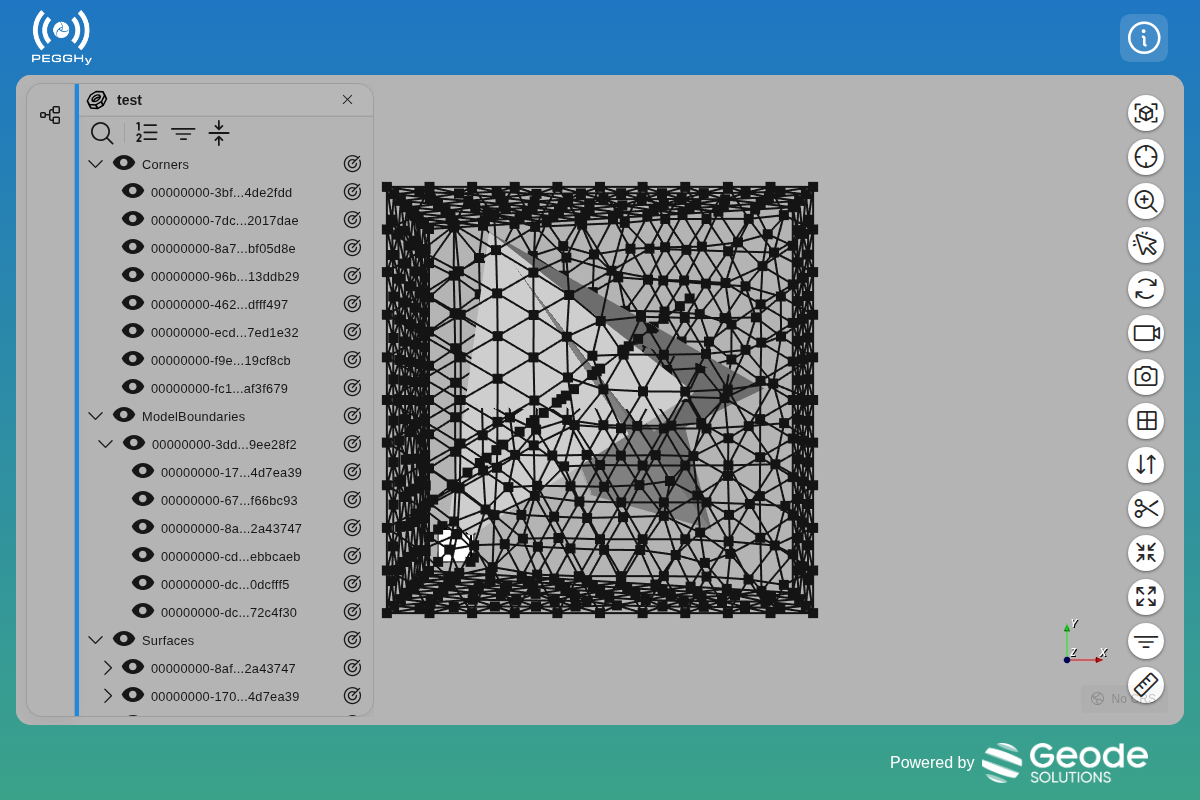 PEGGHy
test
Corners
00000000-3bf...4de2fdd
00000000-7dc...2017dae
00000000-8a7...bf05d8e
00000000-96b...13ddb29
00000000-462...dfff497
00000000-ecd...7ed1e32
00000000-f9e...19cf8cb
00000000-fc1...af3f679
ModelBoundaries
00000000-3dd...9ee28f2
00000000-17...4d7ea39
00000000-67...f66bc93
00000000-8a...2a43747
00000000-cd...ebbcaeb
00000000-dc...0dcfff5
00000000-dc...72c4f30
Surfaces
00000000-8af...2a43747
00000000-170...4d7ea39
Y
Z X
No CRS
Powered by Geode
SOLUTIONS